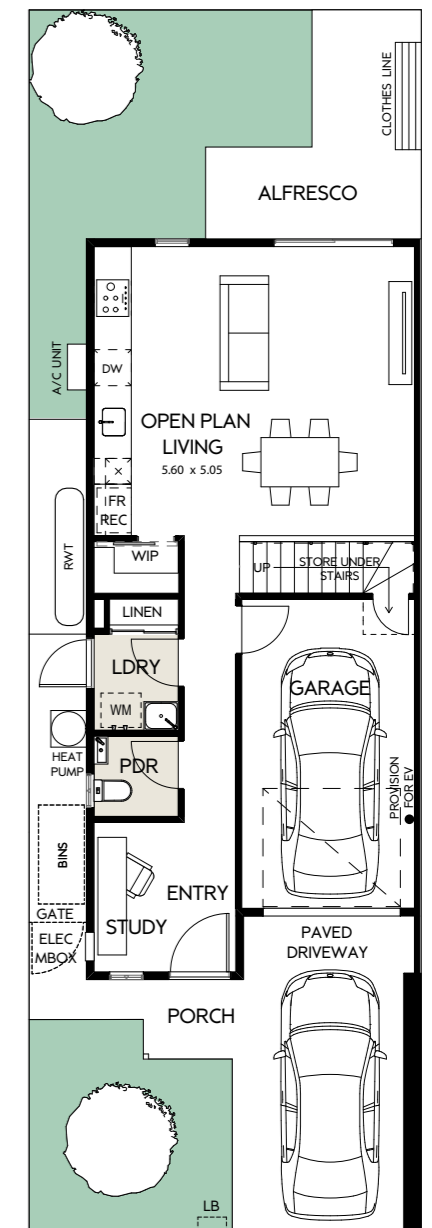 CLOTHES LINE
ALFRESCO
A/C UNIT
DW
OPEN PLAN
LIVING
5.60 x 5.05
FR
REC
WIP
UP
STORE UNDER
STAIRS
RWT
LINEN
LDRY
WM
GARAGE
HEAT
PUMP
PDR
PROVISION
FOR EV
BINS
ENTRY
STUDY
GATE
ELEC
MBOX
PAVED
DRIVEWAY
PORCH
LB